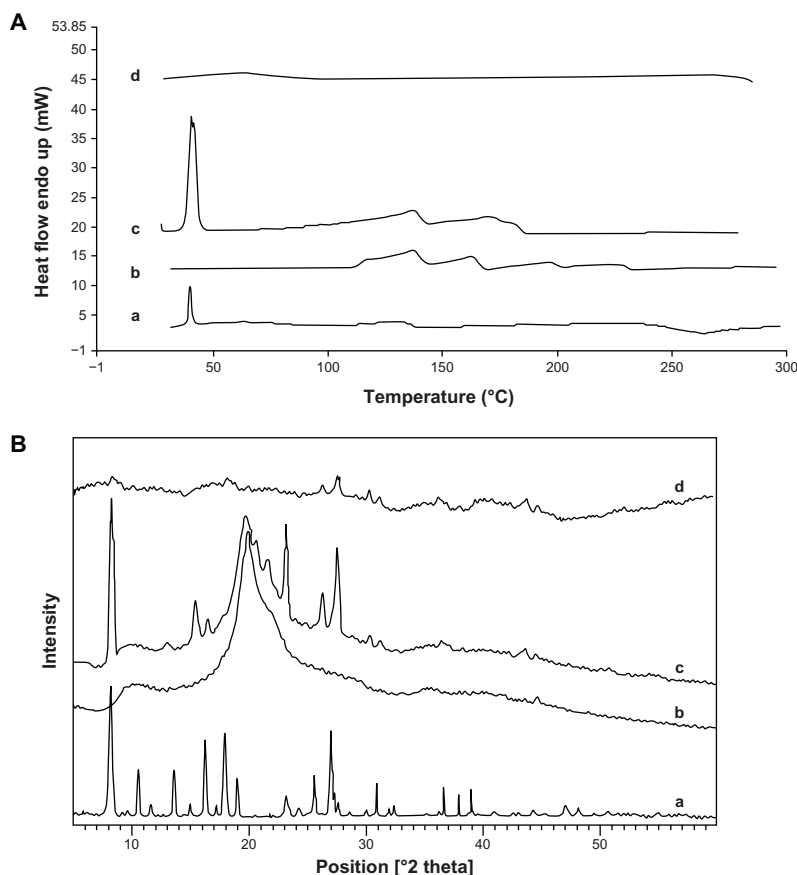 A
53.85
50
45
40
35
30
25
20
15
10
5
−1
Heat flow endo up (mW)
d
c
b
a
−1 50 100 150 200 250 300
Temperature (°C)
B
Intensity
d
c
b
a
10 20 30 40 50
Position [°2 theta]